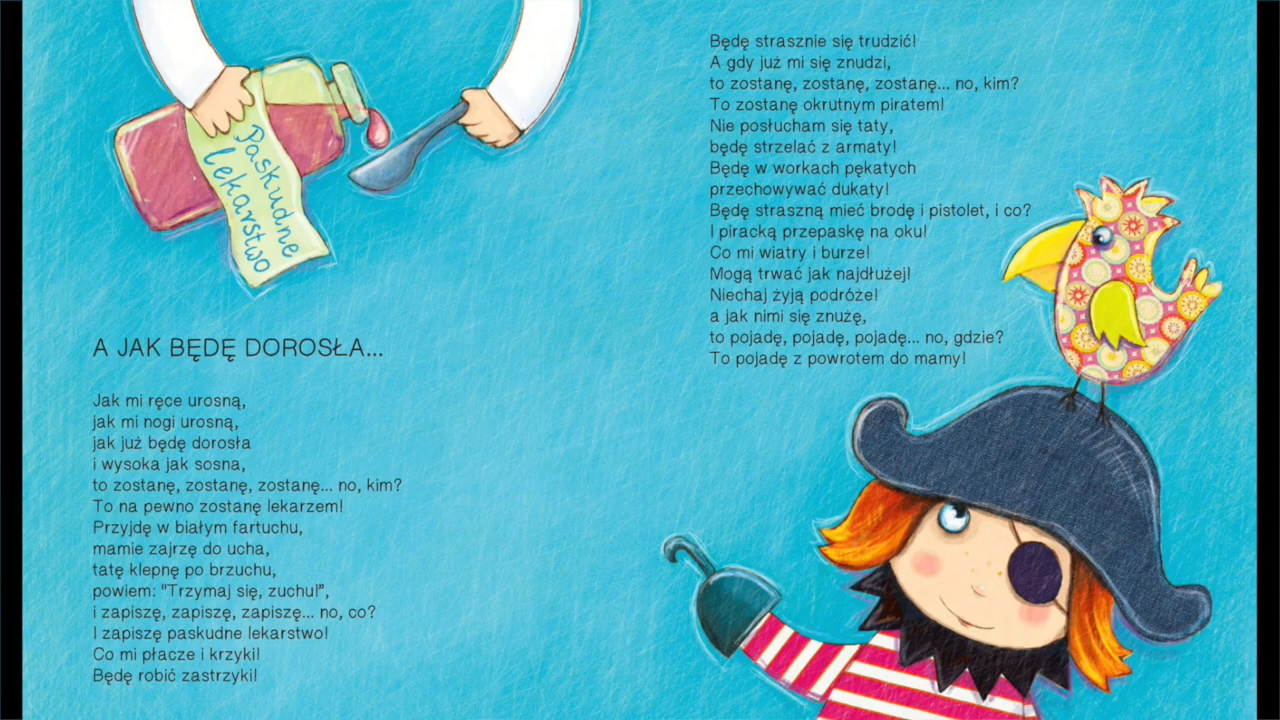 Paskudne
lekarstwo
A JAK BĘDĘ DOROSŁA...
Jak mi ręce urosną,
jak mi nogi urosną,
jak już będę dorosła
i wysoka jak sosna,
to zostanę, zostanę, zostanę... no, kim?
To na pewno zostanę lekarzem!
Przyjdę w białym fartuchu,
mamie zajrzę do ucha,
tatę klepnę po brzuchu,
powiem: "Trzymaj się, zuchu!",
i zapiszę, zapiszę, zapiszę... no, co?
I zapiszę paskudne lekarstwo!
Co mi płacze i krzyki!
Będę robić zastrzyki!
Będę strasznie się trudzić!
A gdy już mi się znudzi,
to zostanę, zostanę, zostanę... no, kim?
To zostanę okrutnym piratem!
Nie posłucham się taty,
będę strzelać z armaty!
Będę w workach pękatych
przechowywać dukaty!
Będę straszną mieć brodę i pistolet, i co?
I piracką przepaskę na oku!
Co mi wiatry i burze!
Mogą trwać jak najdłużej!
Niechaj żyją podróże!
a jak nimi się znużę,
to pojadę, pojadę, pojadę... no, gdzie?
To pojadę z powrotem do mamy!